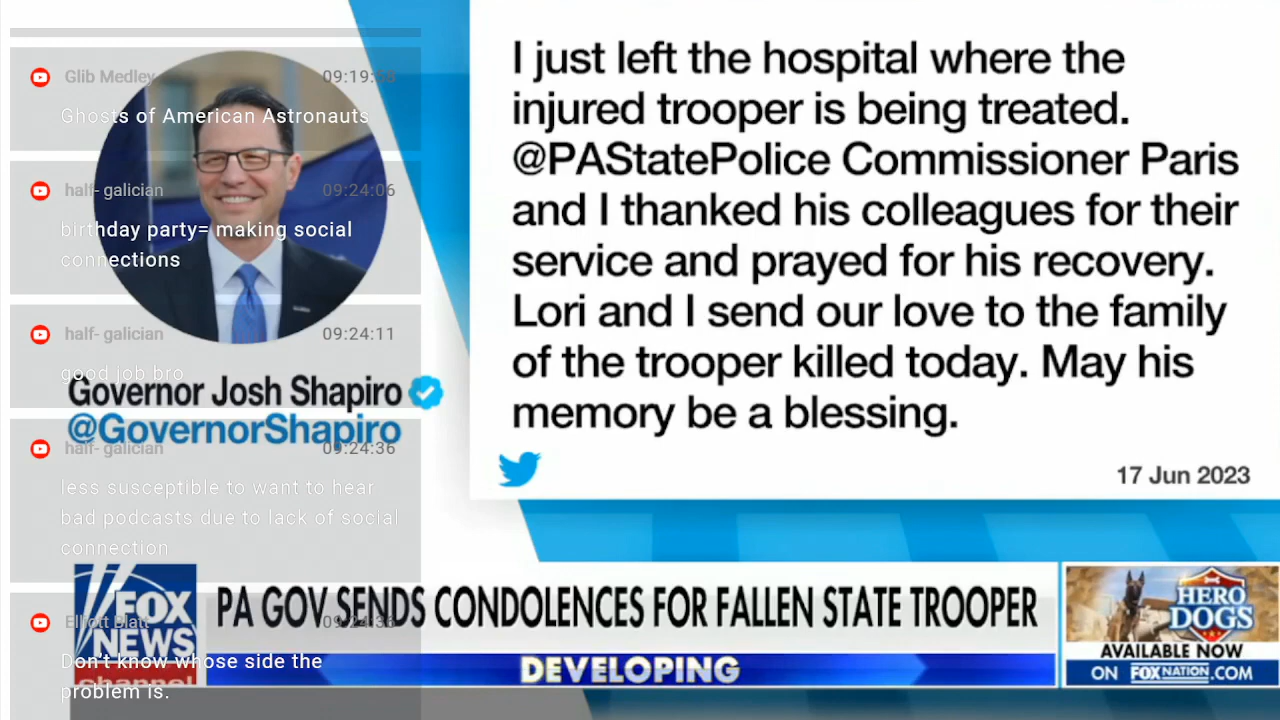 Glib Medley 09:19:
Ghosts of American Astronauts
half- galician 09:24:06
birthday party= making social
connections
half- galician 09:24:11
good job bro
Governor Josh Shapiro
@GovernorShapiro
half- galician 09:24:36
less susceptible to want to hear
bad podcasts due to lack of social
connection
Elliott Blatt
Don't know whose side the
problem is.
I just left the hospital where the
injured trooper is being treated.
@PAStatePolice Commissioner Paris
and I thanked his colleagues for their
service and prayed for his recovery.
Lori and I send our love to the family
of the trooper killed today. May his
memory be a blessing.
17 Jun 2023
FOX
NEWS
channel
PA GOV SENDS CONDOLENCES FOR FALLEN STATE TROOPER
DEVELOPING
HERO
DOGS
AVAILABLE NOW
ON FOXNATION.COM